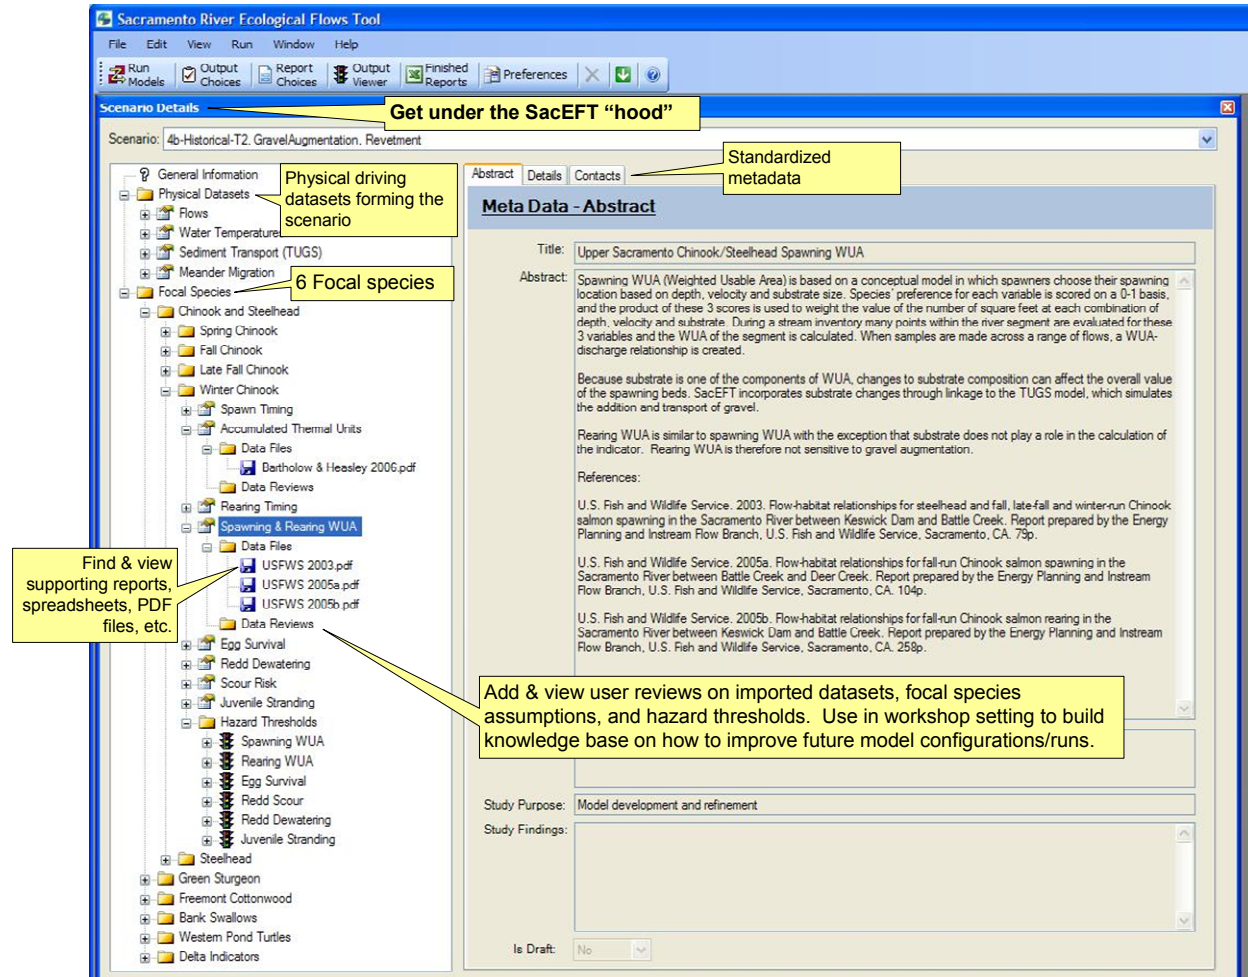 Sacramento River Ecological Flows Tool
File Edit View Run Window Help
Run Models
Output Choices
Report Choices
Output Viewer
Finished Reports
Preferences
Scenario Details
Get under the SacEFT “hood”
Scenario: 4b-Historical-T2. GravelAugmentation. Revetment
General Information
Physical Datasets
Flows
Water Temperatures
Sediment Transport (TUGS)
Meander Migration
Focal Species
Chinook and Steelhead
Spring Chinook
Fall Chinook
Late Fall Chinook
Winter Chinook
Spawn Timing
Accumulated Thermal Units
Data Files
Bartholow & Heasley 2006.pdf
Data Reviews
Rearing Timing
Spawning & Rearing WUA
Data Files
USFWS 2003.pdf
USFWS 2005a.pdf
USFWS 2005b.pdf
Data Reviews
Egg Survival
Redd Dewatering
Scour Risk
Juvenile Stranding
Hazard Thresholds
Spawning WUA
Rearing WUA
Egg Survival
Redd Scour
Redd Dewatering
Juvenile Stranding
Steelhead
Green Sturgeon
Freemont Cottonwood
Bank Swallows
Western Pond Turtles
Delta Indicators
Physical driving
datasets forming the
scenario
6 Focal species
Find & view
supporting reports,
spreadsheets, PDF
files, etc.
Standardized
metadata
Abstract Details Contacts
Meta Data - Abstract
Title: Upper Sacramento Chinook/Steelhead Spawning WUA
Abstract: Spawning WUA (Weighted Usable Area) is based on a conceptual model in which spawners choose their spawning
location based on depth, velocity and substrate size. Species' preference for each variable is scored on a 0-1 basis,
and the product of these 3 scores is used to weight the value of the number of square feet at each combination of
depth, velocity and substrate. During a stream inventory many points within the river segment are evaluated for these
3 variables and the WUA of the segment is calculated. When samples are made across a range of flows, a WUA-
discharge relationship is created.
Because substrate is one of the components of WUA, changes to substrate composition can affect the overall value
of the spawning beds. SacEFT incorporates substrate changes through linkage to the TUGS model, which simulates
the addition and transport of gravel.
Rearing WUA is similar to spawning WUA with the exception that substrate does not play a role in the calculation of
the indicator. Rearing WUA is therefore not sensitive to gravel augmentation.
References:
U.S. Fish and Wildlife Service. 2003. Flow-habitat relationships for steelhead and fall, late-fall and winter-run Chinook
salmon spawning in the Sacramento River between Keswick Dam and Battle Creek. Report prepared by the Energy
Planning and Instream Flow Branch, U.S. Fish and Wildlife Service, Sacramento, CA. 79p.
U.S. Fish and Wildlife Service. 2005a. Flow-habitat relationships for fall-run Chinook salmon spawning in the
Sacramento River between Battle Creek and Deer Creek. Report prepared by the Energy Planning and Instream
Flow Branch, U.S. Fish and Wildlife Service, Sacramento, CA. 104p.
U.S. Fish and Wildlife Service. 2005b. Flow-habitat relationships for fall-run Chinook salmon rearing in the
Sacramento River between Keswick Dam and Battle Creek. Report prepared by the Energy Planning and Instream
Flow Branch, U.S. Fish and Wildlife Service, Sacramento, CA. 258p.
Add & view user reviews on imported datasets, focal species
assumptions, and hazard thresholds. Use in workshop setting to build
knowledge base on how to improve future model configurations/runs.
Study Purpose: Model development and refinement
Study Findings:
Is Draft: No